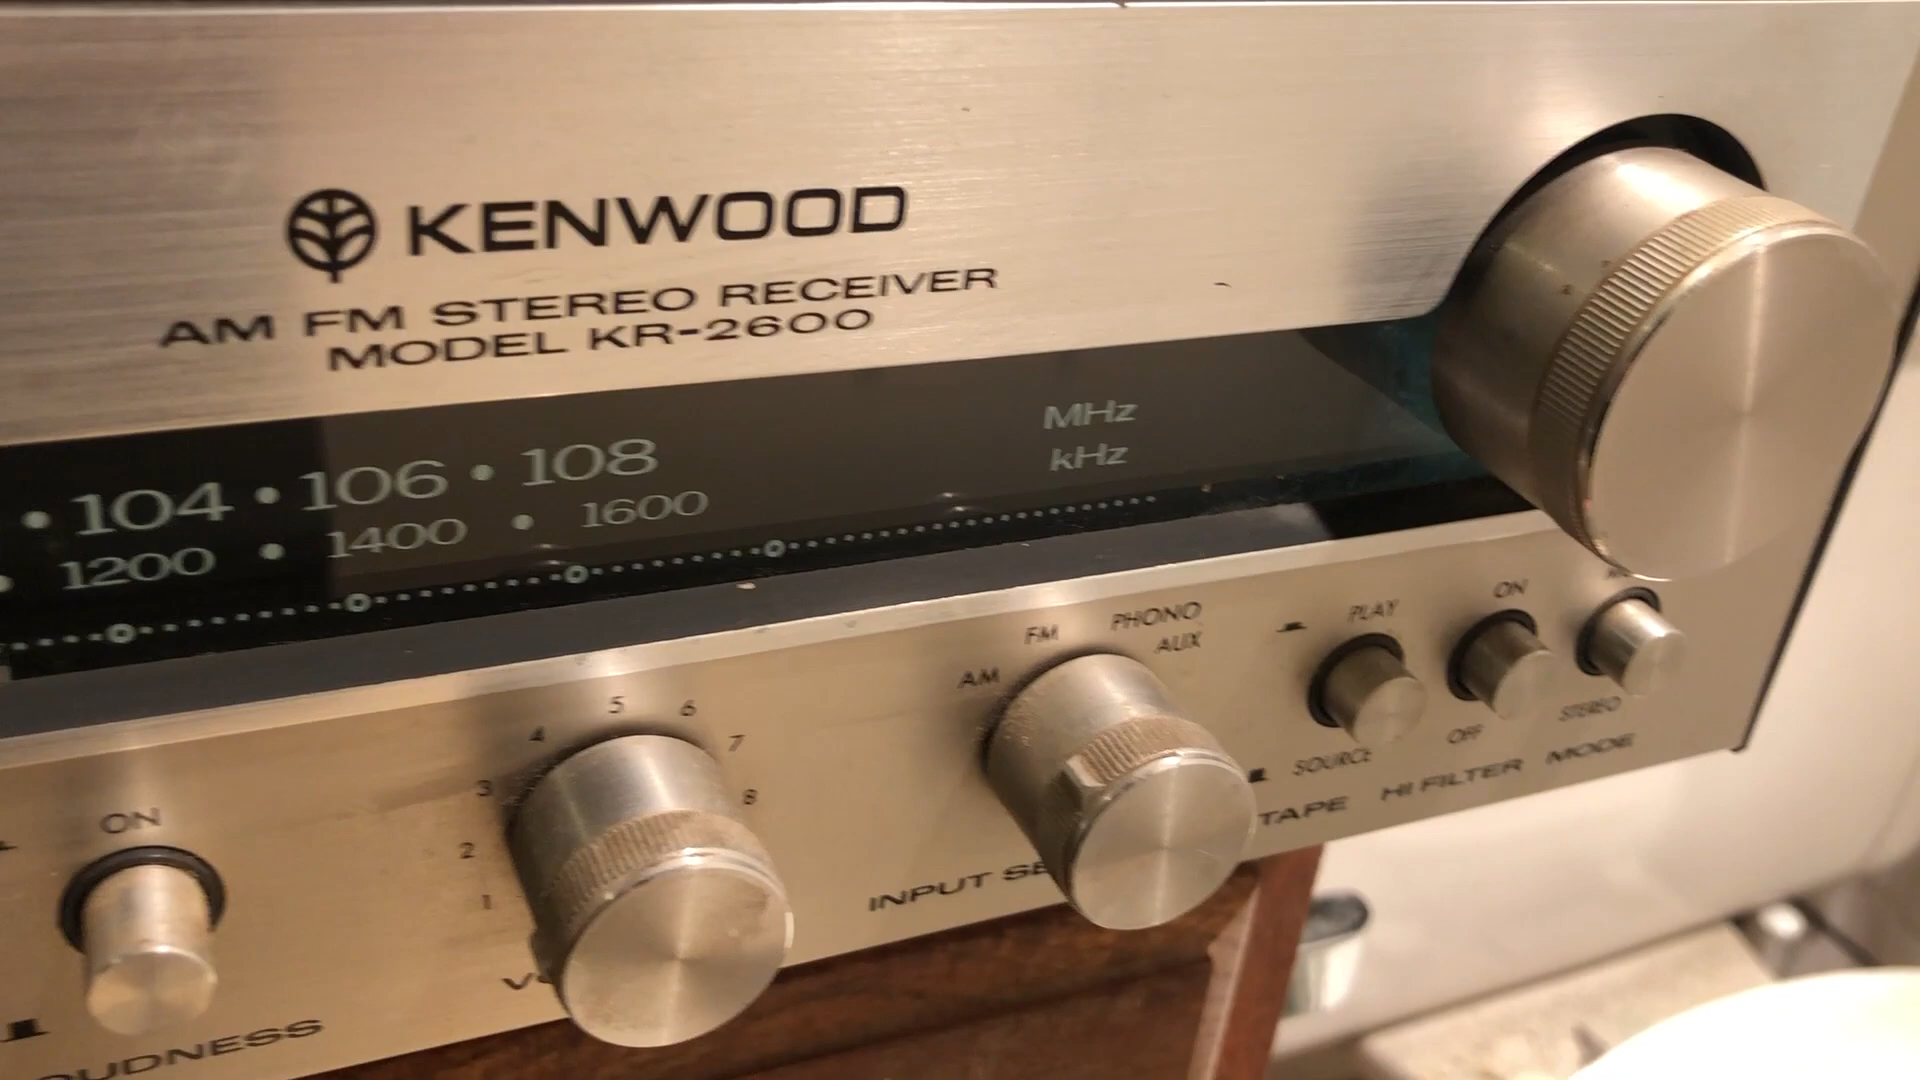 KENWOOD
AM FM STEREO RECEIVER
MODEL KR-2600
MHz
104 • 106 • 108
kHz
1200 • 1400 • 1600
ON
1 2 3 4 5 6 7 8
AM FM PHONO
AUX
INPUT
PLAY
ON
SOURCE
OFF
STEREO
TAPE
HI FILTER
MODE
OUDNESS